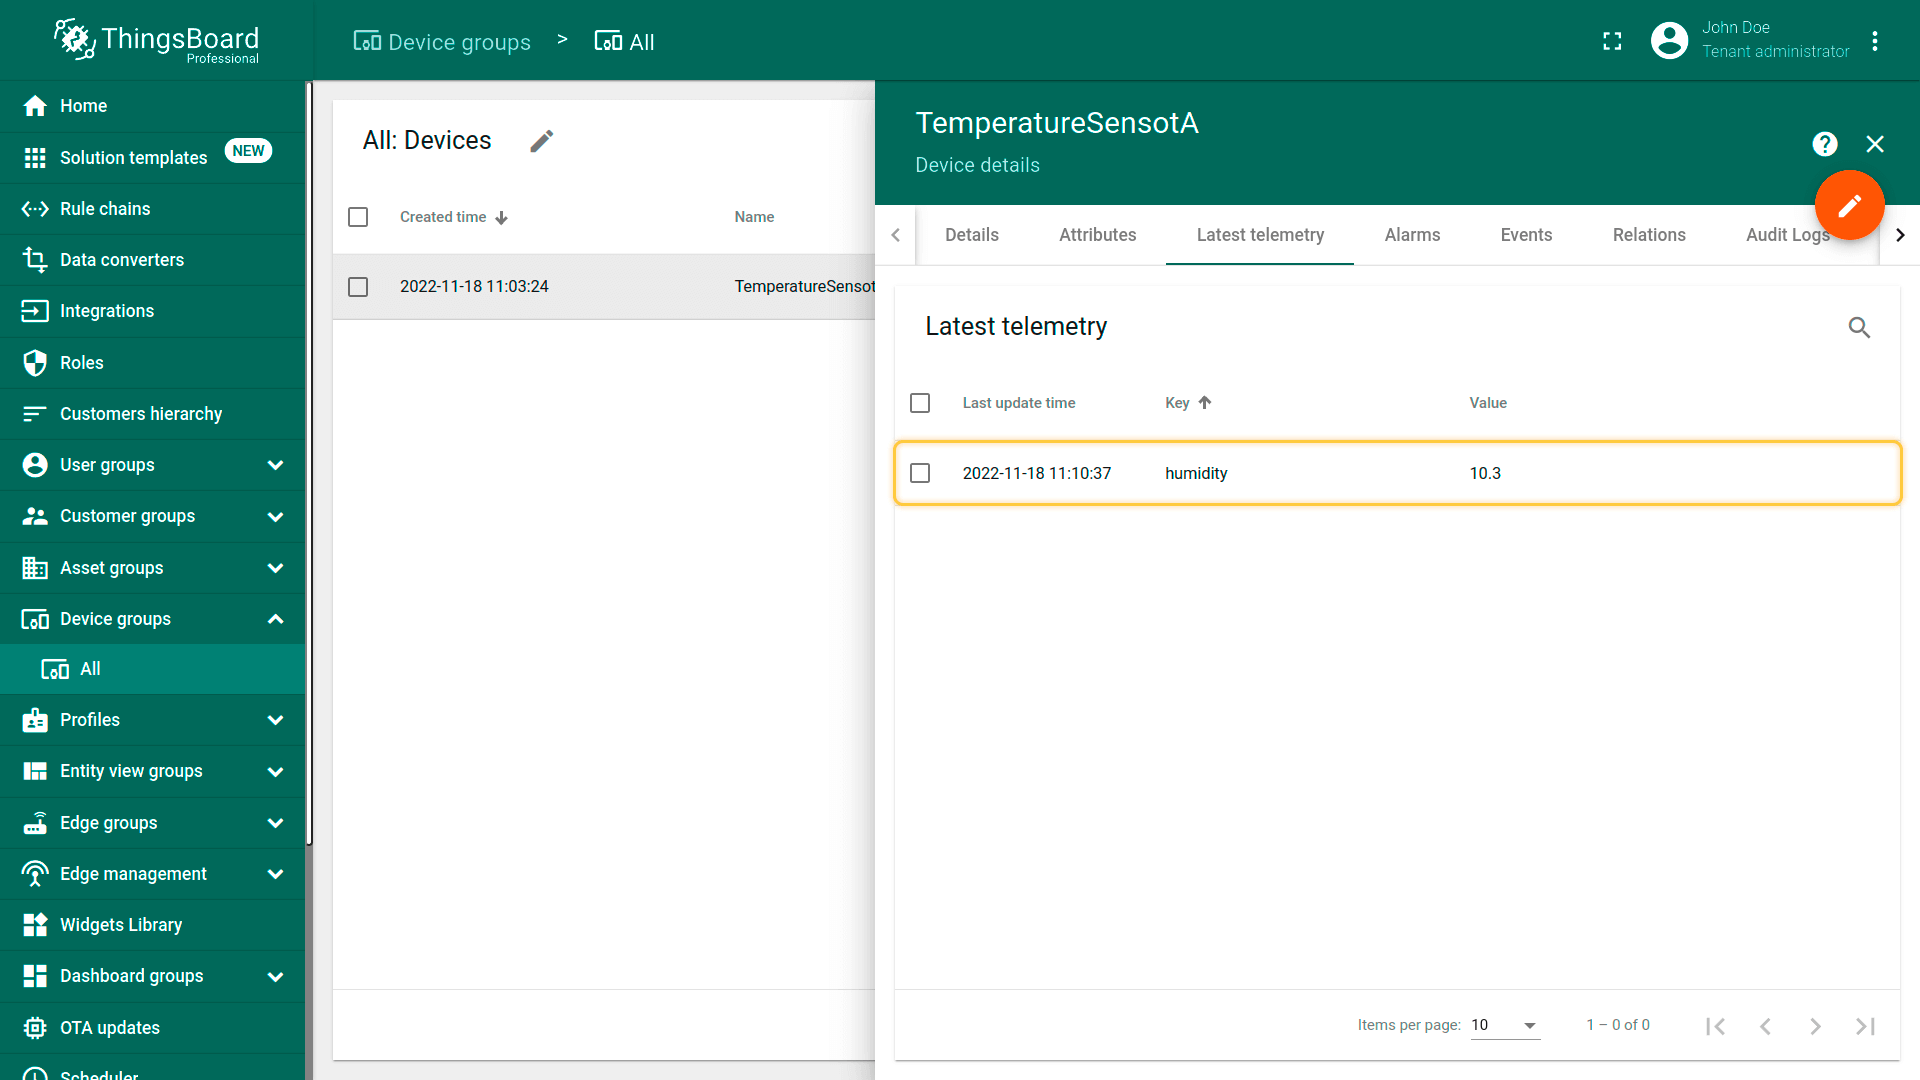 ThingsBoard
Professional
Device groups > All
John Doe
Tenant administrator
Home
Solution templates NEW
Rule chains
Data converters
Integrations
Roles
Customers hierarchy
User groups
Customer groups
Asset groups
Device groups
All
Profiles
Entity view groups
Edge groups
Edge management
Widgets Library
Dashboard groups
OTA updates
Scheduler
All: Devices
Created time Name
2022-11-18 11:03:24 TemperatureSensot
TemperatureSensotA
Device details
?
Details Attributes Latest telemetry Alarms Events Relations Audit Logs
Latest telemetry
Last update time Key Value
2022-11-18 11:10:37 humidity 10.3
Items per page: 10 1 – 0 of 0